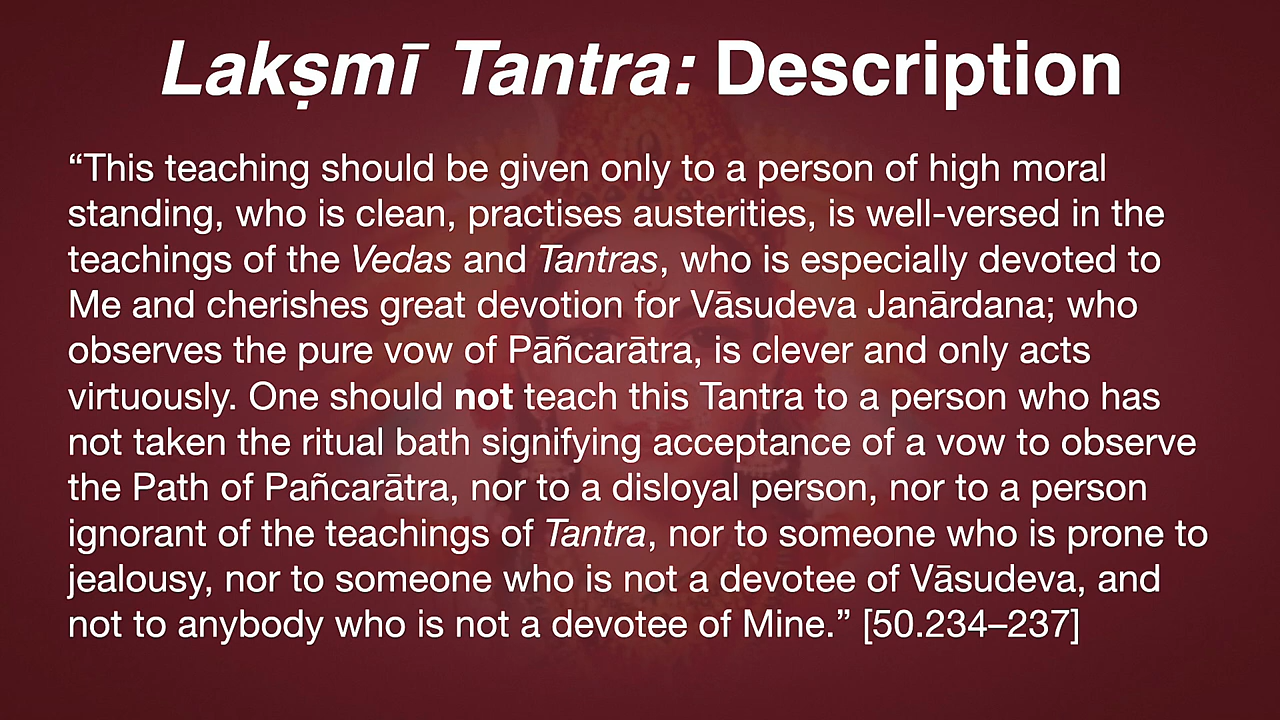 Lakṣmī Tantra: Description
“This teaching should be given only to a person of high moral
standing, who is clean, practises austerities, is well-versed in the
teachings of the Vedas and Tantras, who is especially devoted to
Me and cherishes great devotion for Vāsudeva Janārdana; who
observes the pure vow of Pāñcarātra, is clever and only acts
virtuously. One should not teach this Tantra to a person who has
not taken the ritual bath signifying acceptance of a vow to observe
the Path of Pañcarātra, nor to a disloyal person, nor to a person
ignorant of the teachings of Tantra, nor to someone who is prone to
jealousy, nor to someone who is not a devotee of Vāsudeva, and
not to anybody who is not a devotee of Mine.” [50.234–237]